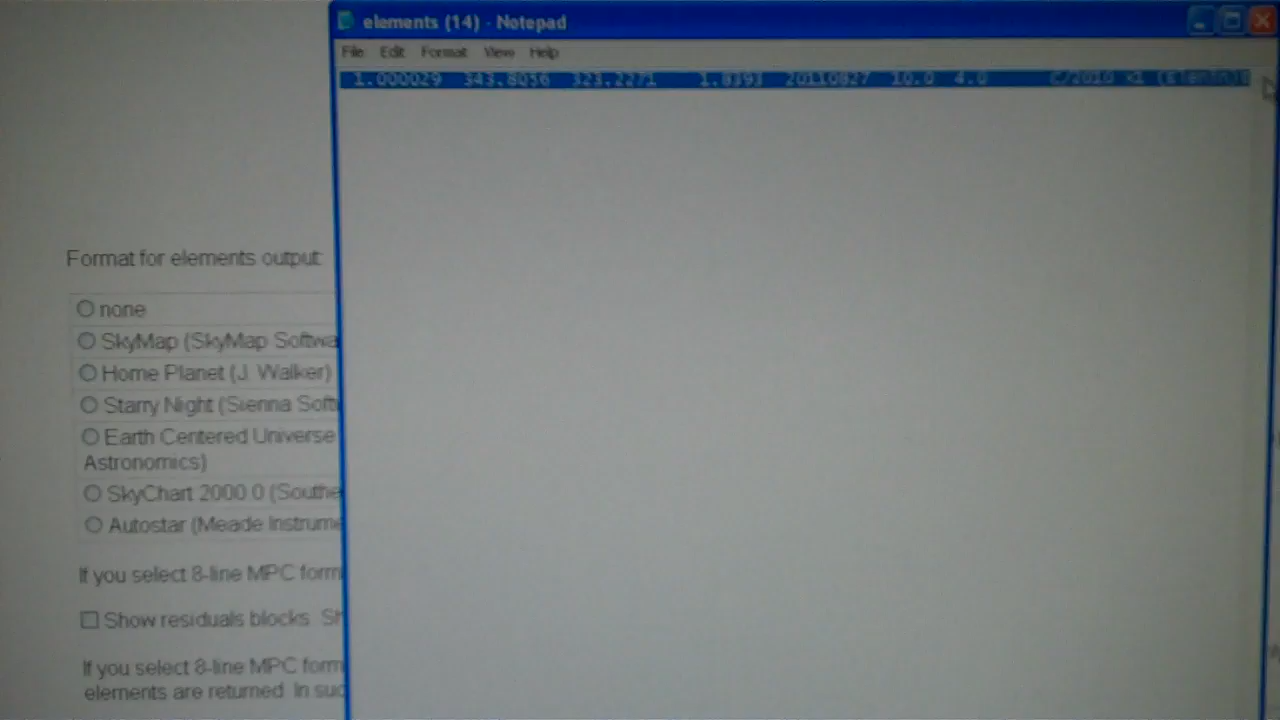 elements (14) - Notepad
File Edit Format View Help
1.000029 343.8056 323.2271 1.8393 20110827 10.0 4.0 C/2010 X1 (Elenin)
Format for elements output:
none
SkyMap (SkyMap Softwa
Home Planet (J. Walker)
Starry Night (Sienna Soft
Earth Centered Universe
Astronomics)
SkyChart 2000.0 (Southe
Autostar (Meade Instrume
If you select 8-line MPC form
Show residuals blocks. Sh
If you select 8-line MPC form
elements are returned. In suc